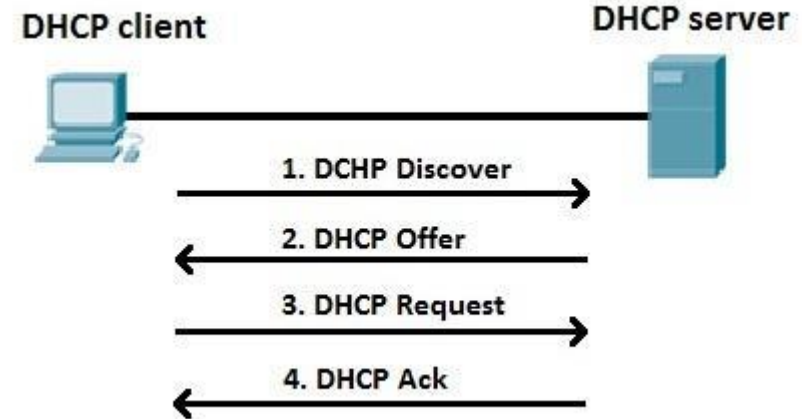 DHCP client
DHCP server
1. DCHP Discover
2. DHCP Offer
3. DHCP Request
4. DHCP Ack